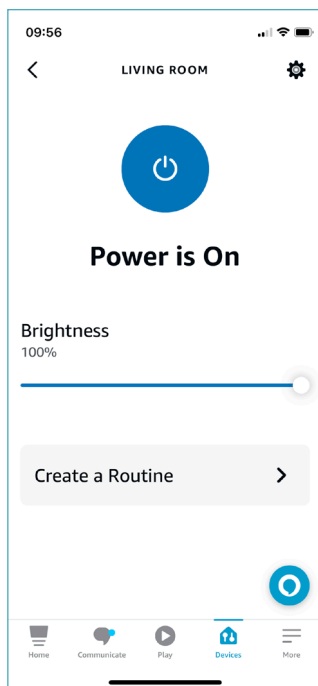 09:56
LIVING ROOM
Power is On
Brightness
100%
Create a Routine
Home Communicate Play Devices More